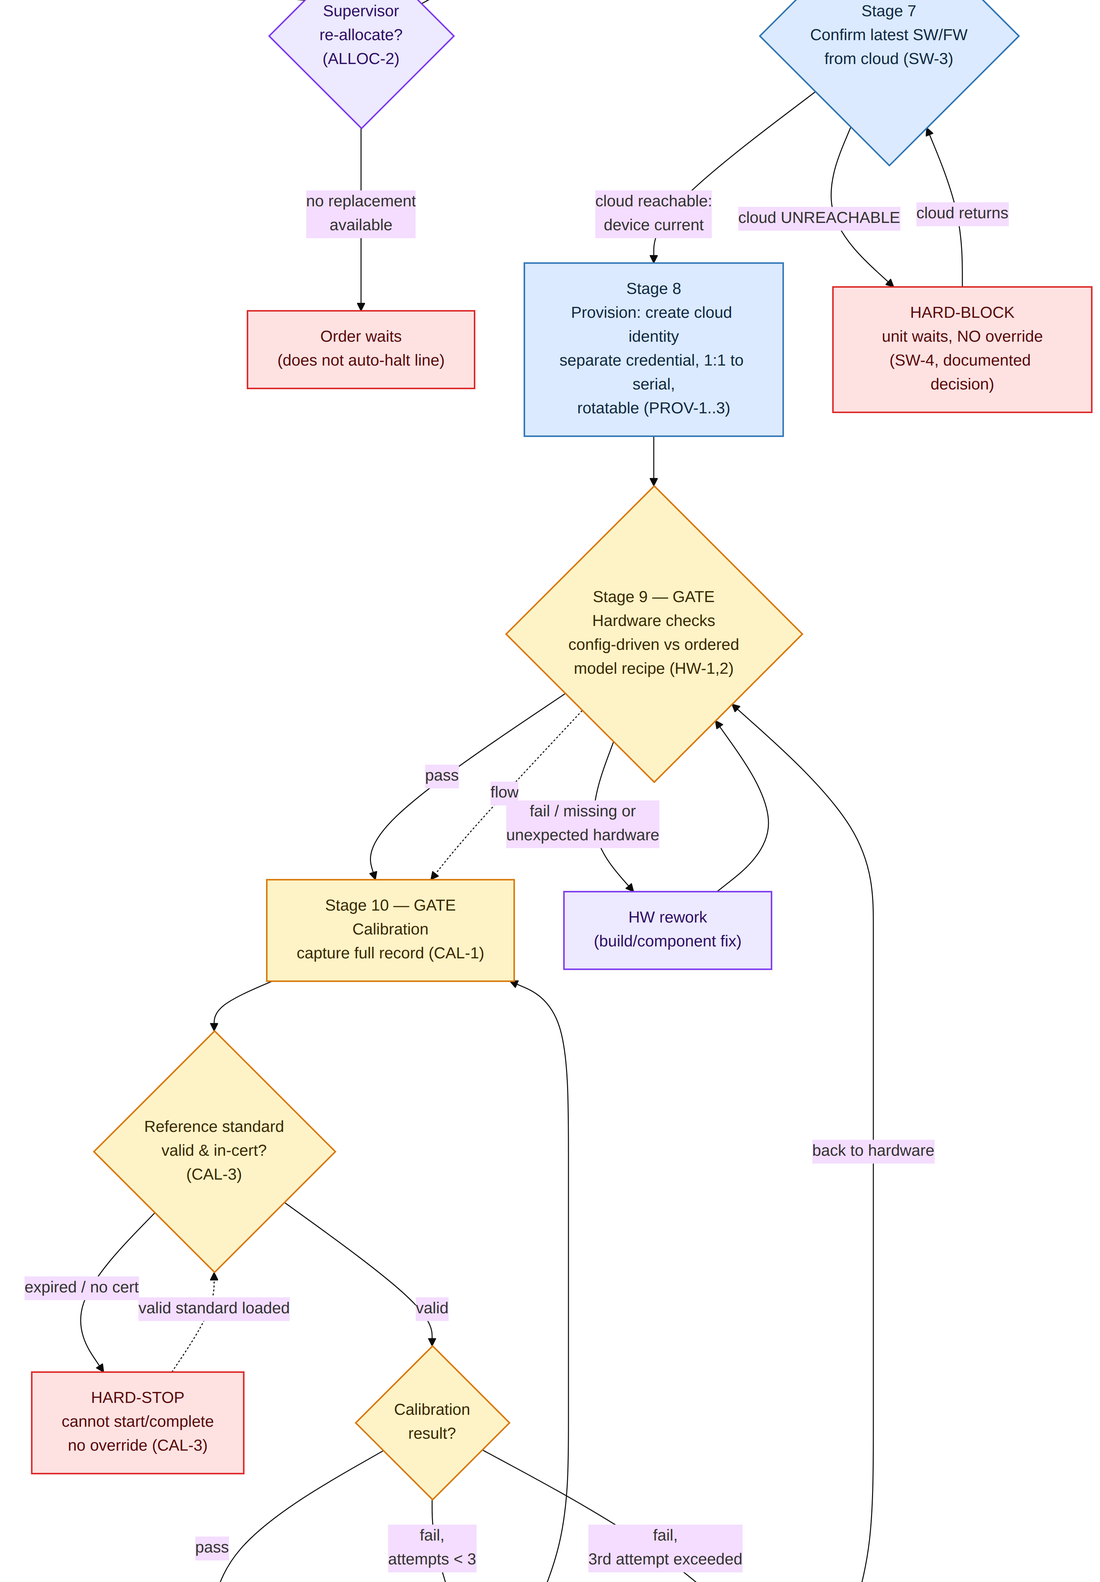 Supervisor
re-allocate?
(ALLOC-2)
Stage 7
Confirm latest SW/FW
from cloud (SW-3)
no replacement
available
cloud reachable:
device current
cloud UNREACHABLE
cloud returns
Order waits
(does not auto-halt line)
Stage 8
Provision: create cloud
identity
separate credential, 1:1 to
serial,
rotatable (PROV-1..3)
HARD-BLOCK
unit waits, NO override
(SW-4, documented
decision)
Stage 9 — GATE
Hardware checks
config-driven vs ordered
model recipe (HW-1,2)
pass
flow
fail / missing or
unexpected hardware
Stage 10 — GATE
Calibration
capture full record (CAL-1)
HW rework
(build/component fix)
Reference standard
valid & in-cert?
(CAL-3)
back to hardware
expired / no cert
valid standard loaded
valid
HARD-STOP
cannot start/complete
no override (CAL-3)
Calibration
result?
pass
fail,
attempts < 3
fail,
3rd attempt exceeded